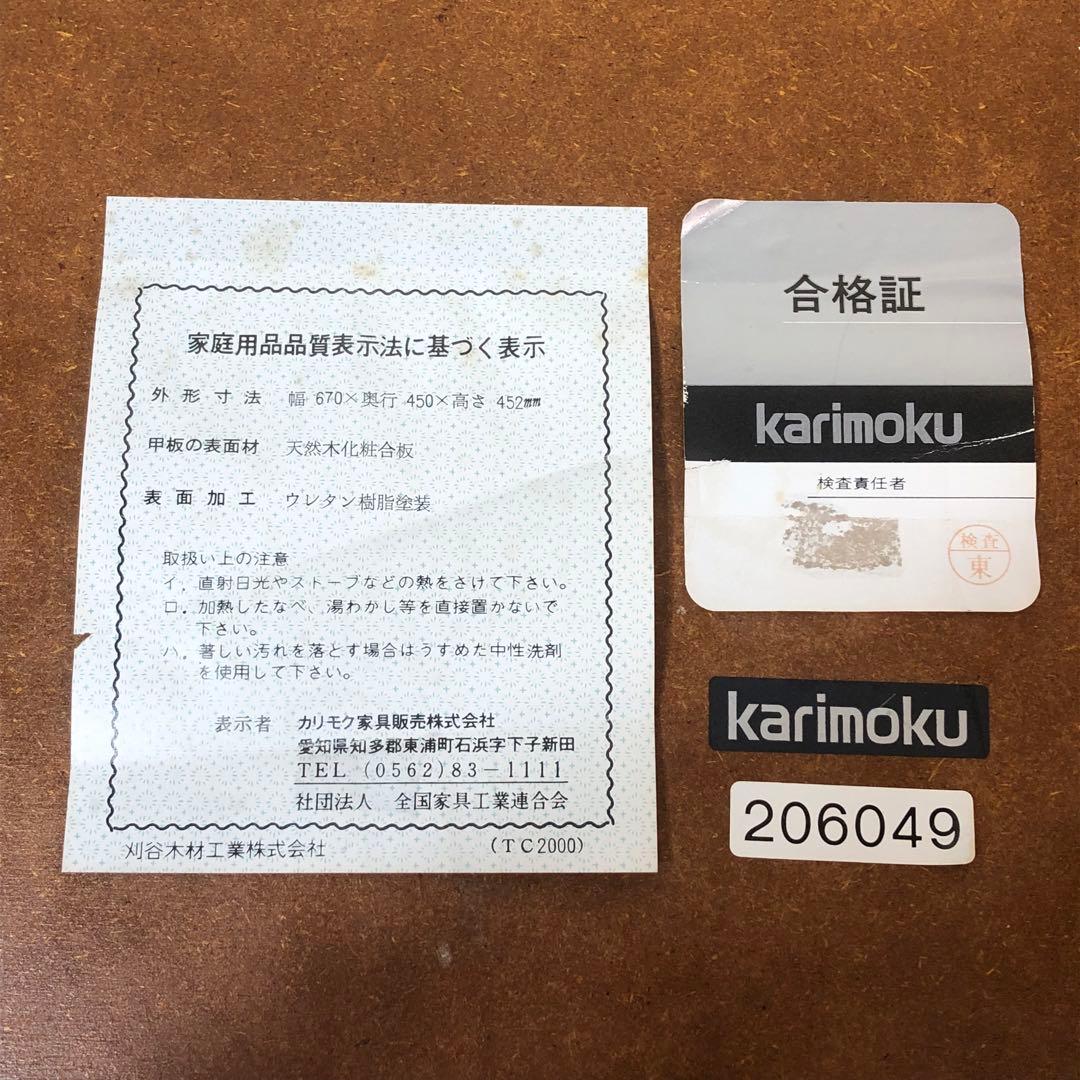 家庭用品品質表示法に基づく表示
外形寸法 幅 670×奥行 450×高さ 452㎜
甲板の表面材 天然木化粧合板
表面加工 ウレタン樹脂塗装
取扱い上の注意
イ．直射日光やストーブなどの熱をさけて下さい。
ロ．加熱したなべ、湯わかし等を直接置かないで
下さい。
ハ．著しい汚れを落とす場合はうすめた中性洗剤
を使用して下さい。
表示者 カリモク家具販売株式会社
愛知県知多郡東浦町石浜字下子新田
TEL (0562)83-1111
社団法人 全国家具工業連合会
刈谷木材工業株式会社 (TC2000)
合格証
karimoku
検査責任者
検査
東
karimoku
206049